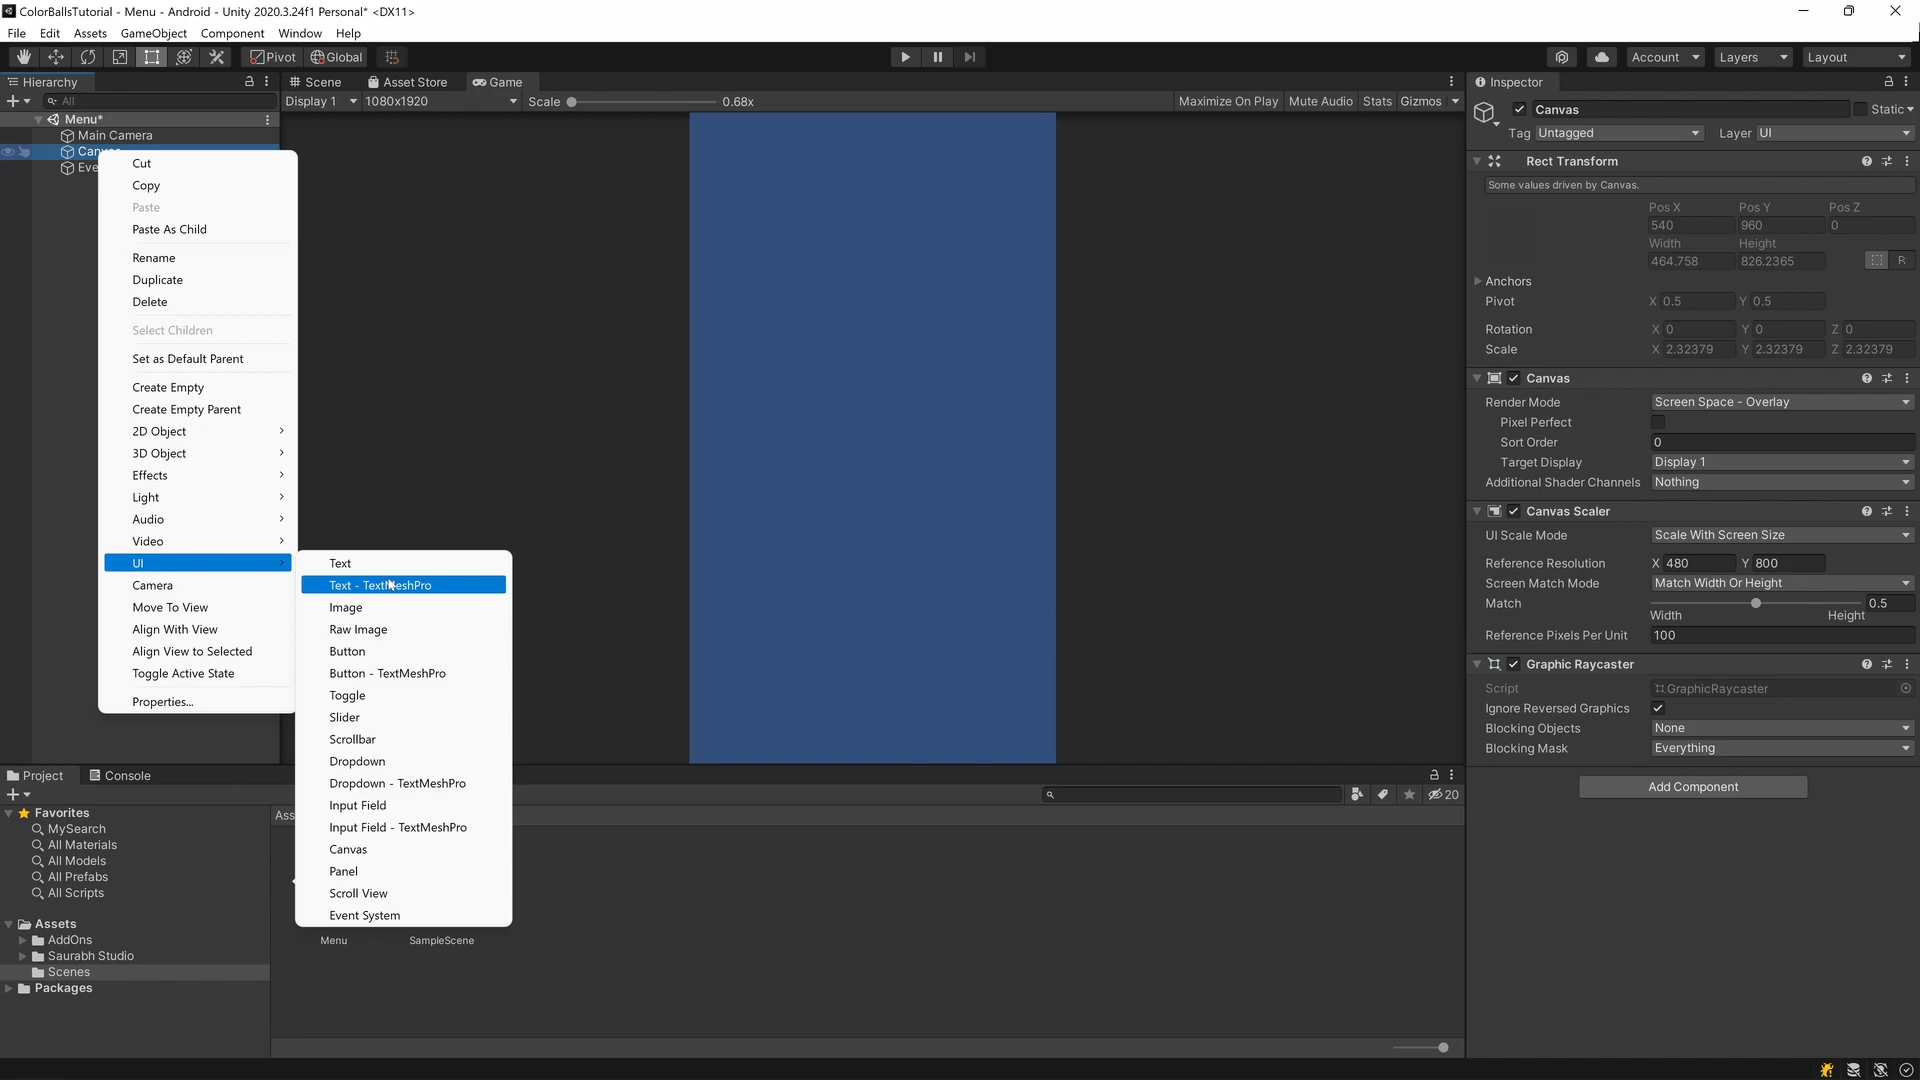 ColorBallsTutorial - Menu - Android - Unity 2020.3.24f1 Personal* <DX11>
File Edit Assets GameObject Component Window Help
Pivot Global Account Layers Layout
Hierarchy Scene Asset Store Game Inspector
All Display 1 1080x1920 Scale 0.68x Maximize On Play Mute Audio Stats Gizmos
Menu*
Main Camera
Canvas
Eve
Cut
Copy
Paste
Paste As Child
Rename
Duplicate
Delete
Select Children
Set as Default Parent
Create Empty
Create Empty Parent
2D Object
3D Object
Effects
Light
Audio
Video
UI
Camera
Move To View
Align With View
Align View to Selected
Toggle Active State
Properties...
Text
Text - TextMeshPro
Image
Raw Image
Button
Button - TextMeshPro
Toggle
Slider
Scrollbar
Dropdown
Dropdown - TextMeshPro
Input Field
Input Field - TextMeshPro
Canvas
Panel
Scroll View
Event System
Canvas Static
Tag Untagged Layer UI
Rect Transform
Some values driven by Canvas.
Pos X Pos Y Pos Z
540 960 0
Width Height
464.758 826.2365 R
Anchors
Pivot X 0.5 Y 0.5
Rotation X 0 Y 0 Z 0
Scale X 2.32379 Y 2.32379 Z 2.32379
Canvas
Render Mode Screen Space - Overlay
Pixel Perfect
Sort Order 0
Target Display Display 1
Additional Shader Channels Nothing
Canvas Scaler
UI Scale Mode Scale With Screen Size
Reference Resolution X 480 Y 800
Screen Match Mode Match Width Or Height
Match 0.5
Width Height
Reference Pixels Per Unit 100
Graphic Raycaster
Script GraphicRaycaster
Ignore Reversed Graphics
Blocking Objects None
Blocking Mask Everything
Add Component
Project Console
20
Favorites
MySearch
All Materials
All Models
All Prefabs
All Scripts
Assets
AddOns
Saurabh Studio
Scenes
Packages
Ass
Menu SampleScene